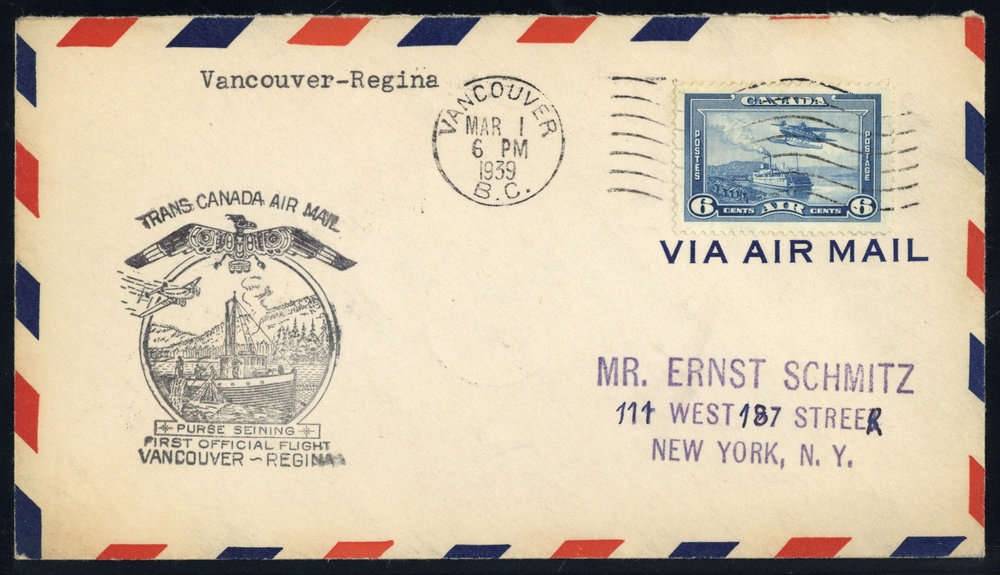 Vancouver-Regina
VANCOUVER
MAR 1
6 PM
1939
B.C.
CANADA
POSTES
POSTAGE
6 CENTS AIR CENTS 6
VIA AIR MAIL
TRANS CANADA AIR MAIL
PURSE SEINING
FIRST OFFICIAL FLIGHT
VANCOUVER - REGINA
MR. ERNST SCHMITZ
111 WEST 187 STREE
NEW YORK, N. Y.